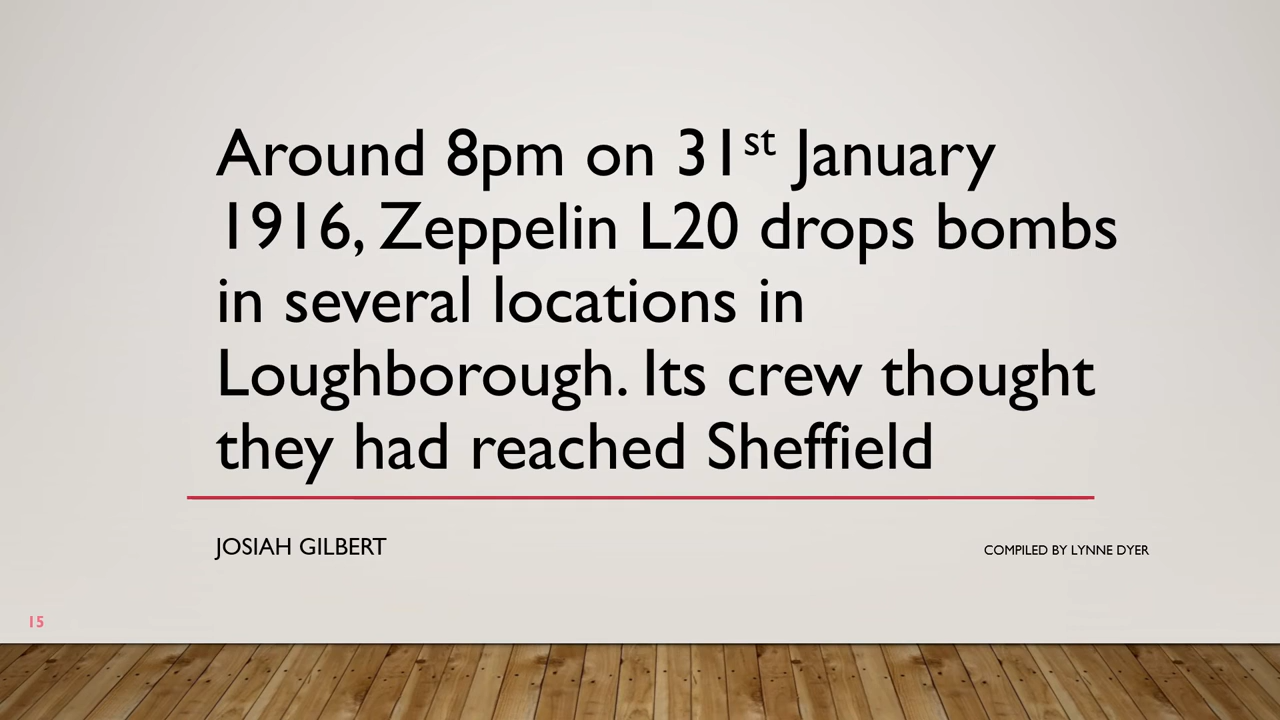 Around 8pm on 31st January
1916, Zeppelin L20 drops bombs
in several locations in
Loughborough. Its crew thought
they had reached Sheffield
JOSIAH GILBERT
COMPILED BY LYNNE DYER
15